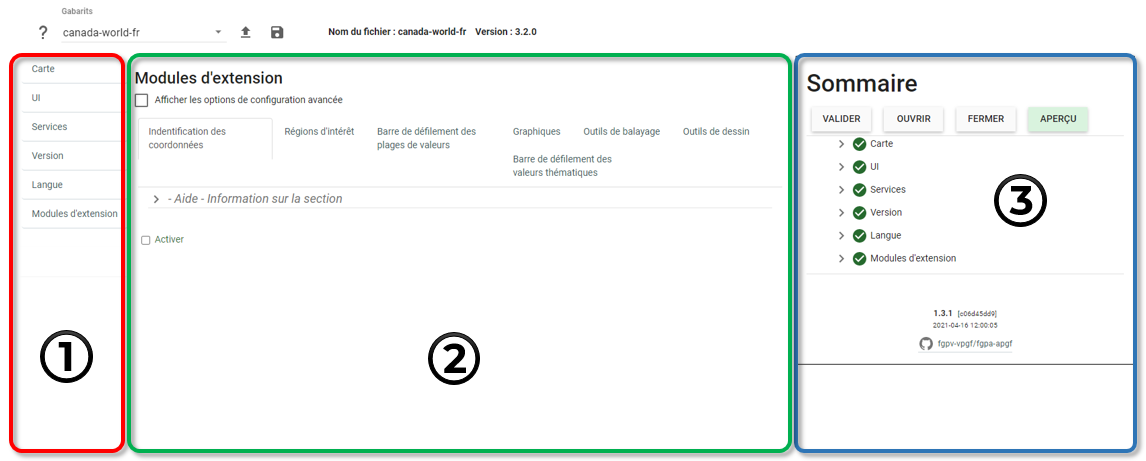 Gabarits
? canada-world-fr
Nom du fichier : canada-world-fr Version : 3.2.0
Carte
UI
Services
Version
Langue
Modules d'extension
1
Modules d'extension
Afficher les options de configuration avancée
Indentification des
coordonnées
Régions d'intérêt
Barre de défilement des
plages de valeurs
Graphiques
Outils de balayage
Outils de dessin
Barre de défilement des
valeurs thématiques
- Aide - Information sur la section
Activer
2
Sommaire
VALIDER
OUVRIR
FERMER
APERÇU
Carte
UI
Services
Version
Langue
Modules d'extension
3
1.3.1 [c06d45dd9]
2021-04-16 12:00:05
fgpv-vpgf/fgpa-apgf